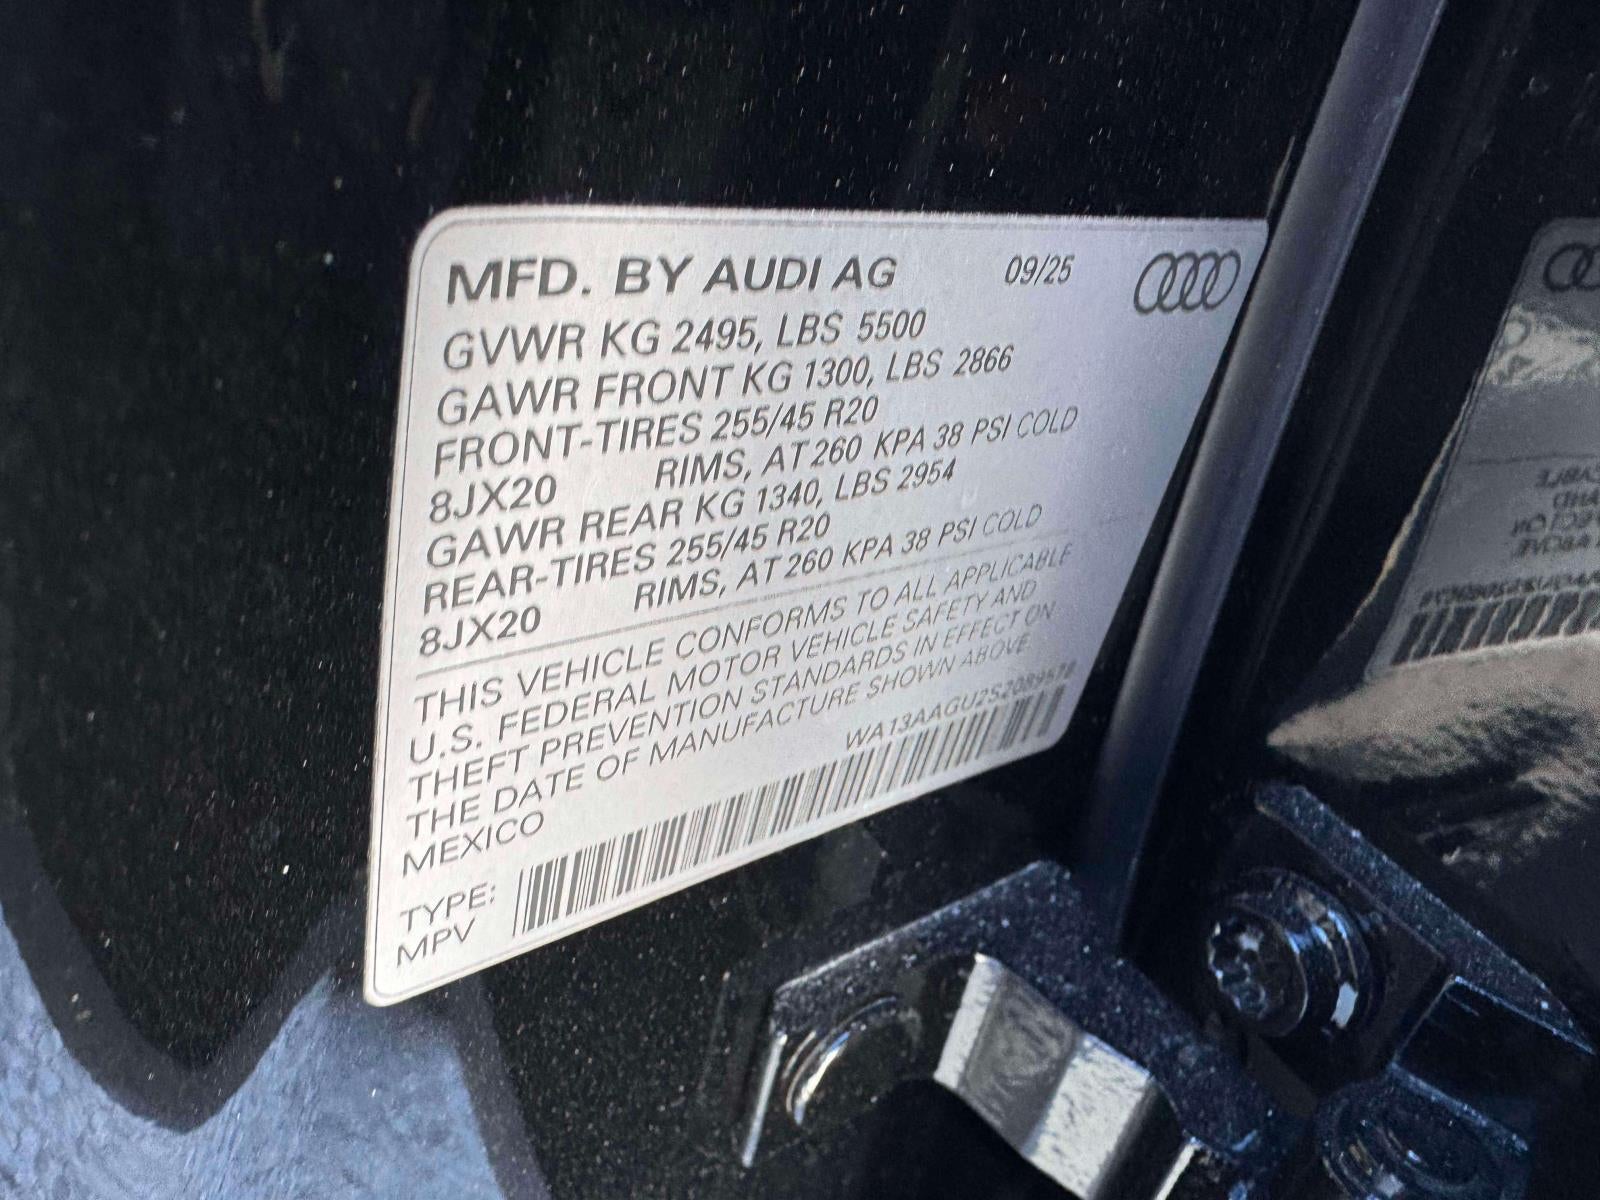 MFD. BY AUDI AG 09/25
GVWR KG 2495, LBS 5500
GAWR FRONT KG 1300, LBS 2866
FRONT-TIRES 255/45 R20
8JX20 RIMS, AT 260 KPA 38 PSI COLD
GAWR REAR KG 1340, LBS 2954
REAR-TIRES 255/45 R20
8JX20 RIMS, AT 260 KPA 38 PSI COLD
THIS VEHICLE CONFORMS TO ALL APPLICABLE
U.S. FEDERAL MOTOR VEHICLE SAFETY AND
THEFT PREVENTION STANDARDS IN EFFECT ON
THE DATE OF MANUFACTURE SHOWN ABOVE.
MEXICO WA13AAGU2S2089578
TYPE:
MPV